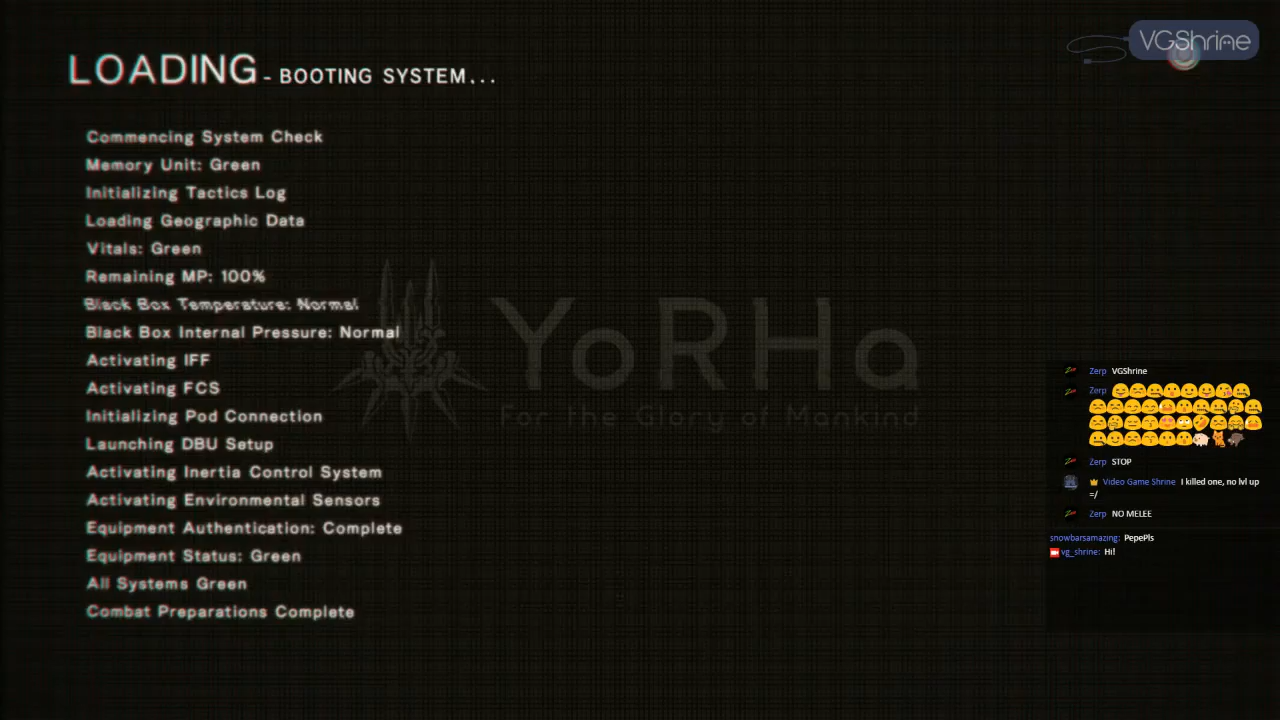 VGShrine
LOADING - BOOTING SYSTEM...
Commencing System Check
Memory Unit: Green
Initializing Tactics Log
Loading Geographic Data
Vitals: Green
Remaining MP: 100%
Black Box Temperature: Normal
Black Box Internal Pressure: Normal
Activating IFF
Activating FCS
Initializing Pod Connection
Launching DBU Setup
Activating Inertia Control System
Activating Environmental Sensors
Equipment Authentication: Complete
Equipment Status: Green
All Systems Green
Combat Preparations Complete
YoRHa
For the Glory of Mankind
Zerp VGShrine
Zerp
Zerp STOP
Video Game Shrine I killed one, no lvl up
=/
Zerp NO MELEE
snowbarsamazing: PepePls
vg_shrine: Hi!